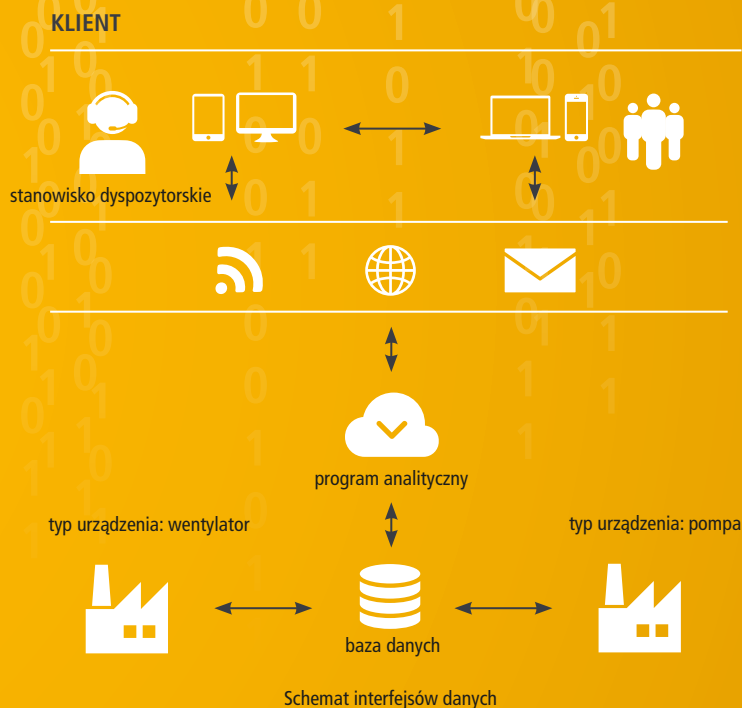 KLIENT
stanowisko dyspozytorskie
program analityczny
typ urządzenia: wentylator
typ urządzenia: pompa
baza danych
Schemat interfejsów danych